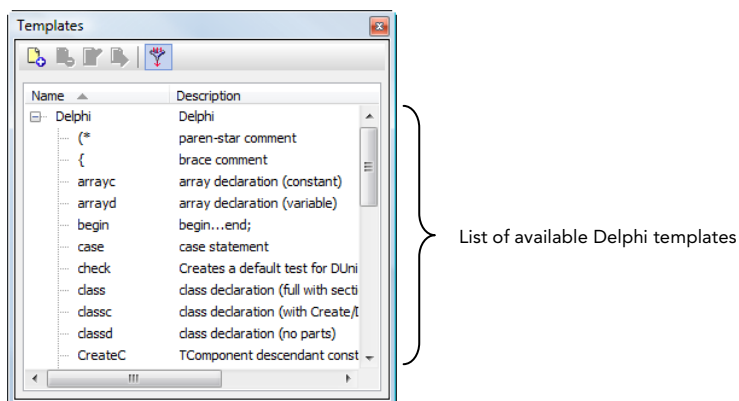 Templates
Name Description
Delphi Delphi
(* paren-star comment
{ brace comment
arrayc array declaration (constant)
arrayd array declaration (variable)
begin begin...end;
case case statement
check Creates a default test for DUni
class class declaration (full with secti
classc class declaration (with Create/D
classd class declaration (no parts)
CreateC TComponent descendant const
List of available Delphi templates